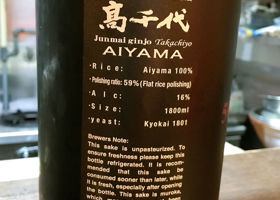 髙千代
Junmai ginjo Takachiyo
AIYAMA
・Rice: Aiyama 100%
・Polishing ratio: 59% (Flat rice polishing)
・Alc: 16%
・Size: 1800ml
・yeast: Kyokai 1801
Brewers Note:
This sake is unpasteurized. To
ensure freshness please keep this
bottle refrigerated. It is recom-
mended that this sake be
consumed sooner than later, while
it is fresh, especially after opening
the bottle. This sake is muroka,
which